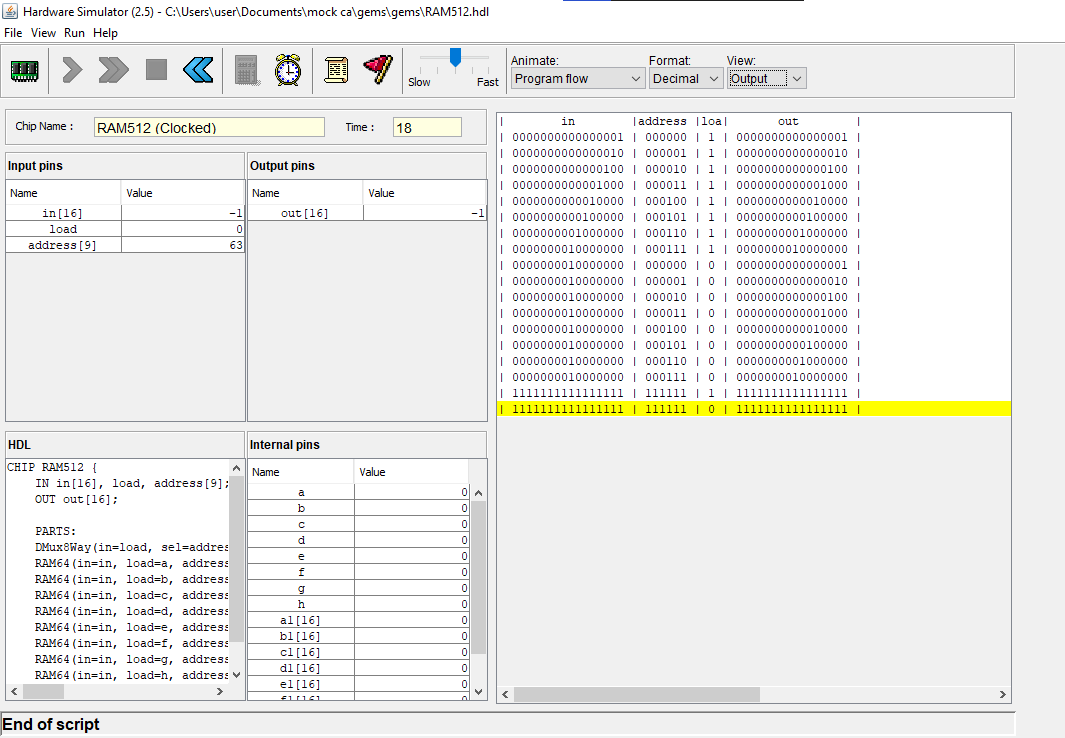 Hardware Simulator (2.5) - C:\Users\user\Documents\mock ca\gems\gems\RAM512.hdl
File View Run Help
Slow Fast
Animate: Format: View:
Program flow Decimal Output
Chip Name : RAM512 (Clocked) Time : 18
Input pins
Name Value
in[16] -1
load 0
address[9] 63
Output pins
Name Value
out[16] -1
HDL
CHIP RAM512 {
IN in[16], load, address[9];
OUT out[16];
PARTS:
DMux8Way(in=load, sel=addres
RAM64(in=in, load=a, address
RAM64(in=in, load=b, address
RAM64(in=in, load=c, address
RAM64(in=in, load=d, address
RAM64(in=in, load=e, address
RAM64(in=in, load=f, address
RAM64(in=in, load=g, address
RAM64(in=in, load=h, address
Internal pins
Name Value
a 0
b 0
c 0
d 0
e 0
f 0
g 0
h 0
a1[16] 0
b1[16] 0
c1[16] 0
d1[16] 0
e1[16] 0
f1[16] 0
| in |address |loa| out |
| 0000000000000001 | 000000 | 1 | 0000000000000001 |
| 0000000000000010 | 000001 | 1 | 0000000000000010 |
| 0000000000000100 | 000010 | 1 | 0000000000000100 |
| 0000000000001000 | 000011 | 1 | 0000000000001000 |
| 0000000000010000 | 000100 | 1 | 0000000000010000 |
| 0000000000100000 | 000101 | 1 | 0000000000100000 |
| 0000000001000000 | 000110 | 1 | 0000000001000000 |
| 0000000010000000 | 000111 | 1 | 0000000010000000 |
| 0000000010000000 | 000000 | 0 | 0000000000000001 |
| 0000000010000000 | 000001 | 0 | 0000000000000010 |
| 0000000010000000 | 000010 | 0 | 0000000000000100 |
| 0000000010000000 | 000011 | 0 | 0000000000001000 |
| 0000000010000000 | 000100 | 0 | 0000000000010000 |
| 0000000010000000 | 000101 | 0 | 0000000000100000 |
| 0000000010000000 | 000110 | 0 | 0000000001000000 |
| 0000000010000000 | 000111 | 0 | 0000000010000000 |
| 1111111111111111 | 111111 | 1 | 1111111111111111 |
| 1111111111111111 | 111111 | 0 | 1111111111111111 |
End of script